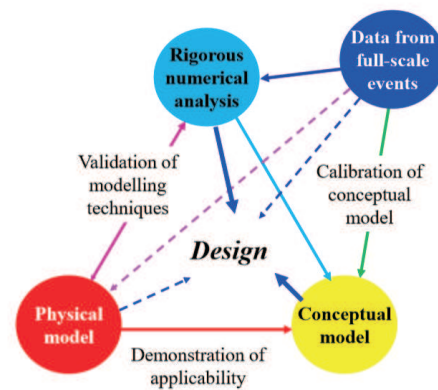 Rigorous
numerical
analysis
Data from
full-scale
events
Validation of
modelling
techniques
Calibration of
conceptual
model
Design
Physical
model
Conceptual
model
Demonstration of
applicability